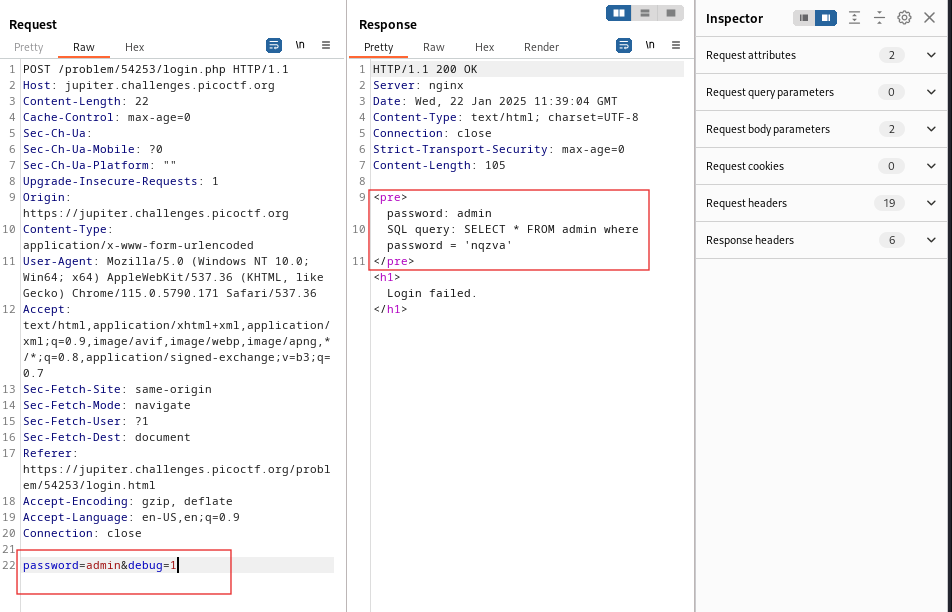 Request
Pretty Raw Hex \n
1 POST /problem/54253/login.php HTTP/1.1
2 Host: jupiter.challenges.picoctf.org
3 Content-Length: 22
4 Cache-Control: max-age=0
5 Sec-Ch-Ua:
6 Sec-Ch-Ua-Mobile: ?0
7 Sec-Ch-Ua-Platform: ""
8 Upgrade-Insecure-Requests: 1
9 Origin:
https://jupiter.challenges.picoctf.org
10 Content-Type:
application/x-www-form-urlencoded
11 User-Agent: Mozilla/5.0 (Windows NT 10.0;
Win64; x64) AppleWebKit/537.36 (KHTML, like
Gecko) Chrome/115.0.5790.171 Safari/537.36
12 Accept:
text/html,application/xhtml+xml,application/
xml;q=0.9,image/avif,image/webp,image/apng,*
/*;q=0.8,application/signed-exchange;v=b3;q=
0.7
13 Sec-Fetch-Site: same-origin
14 Sec-Fetch-Mode: navigate
15 Sec-Fetch-User: ?1
16 Sec-Fetch-Dest: document
17 Referer:
https://jupiter.challenges.picoctf.org/probl
em/54253/login.html
18 Accept-Encoding: gzip, deflate
19 Accept-Language: en-US,en;q=0.9
20 Connection: close
21
22 password=admin&debug=1
Response
Pretty Raw Hex Render \n
1 HTTP/1.1 200 OK
2 Server: nginx
3 Date: Wed, 22 Jan 2025 11:39:04 GMT
4 Content-Type: text/html; charset=UTF-8
5 Connection: close
6 Strict-Transport-Security: max-age=0
7 Content-Length: 105
8
9 <pre>
password: admin
10 SQL query: SELECT * FROM admin where
password = 'nqzva'
11 </pre>
<h1>
Login failed.
</h1>
Inspector
Request attributes 2
Request query parameters 0
Request body parameters 2
Request cookies 0
Request headers 19
Response headers 6